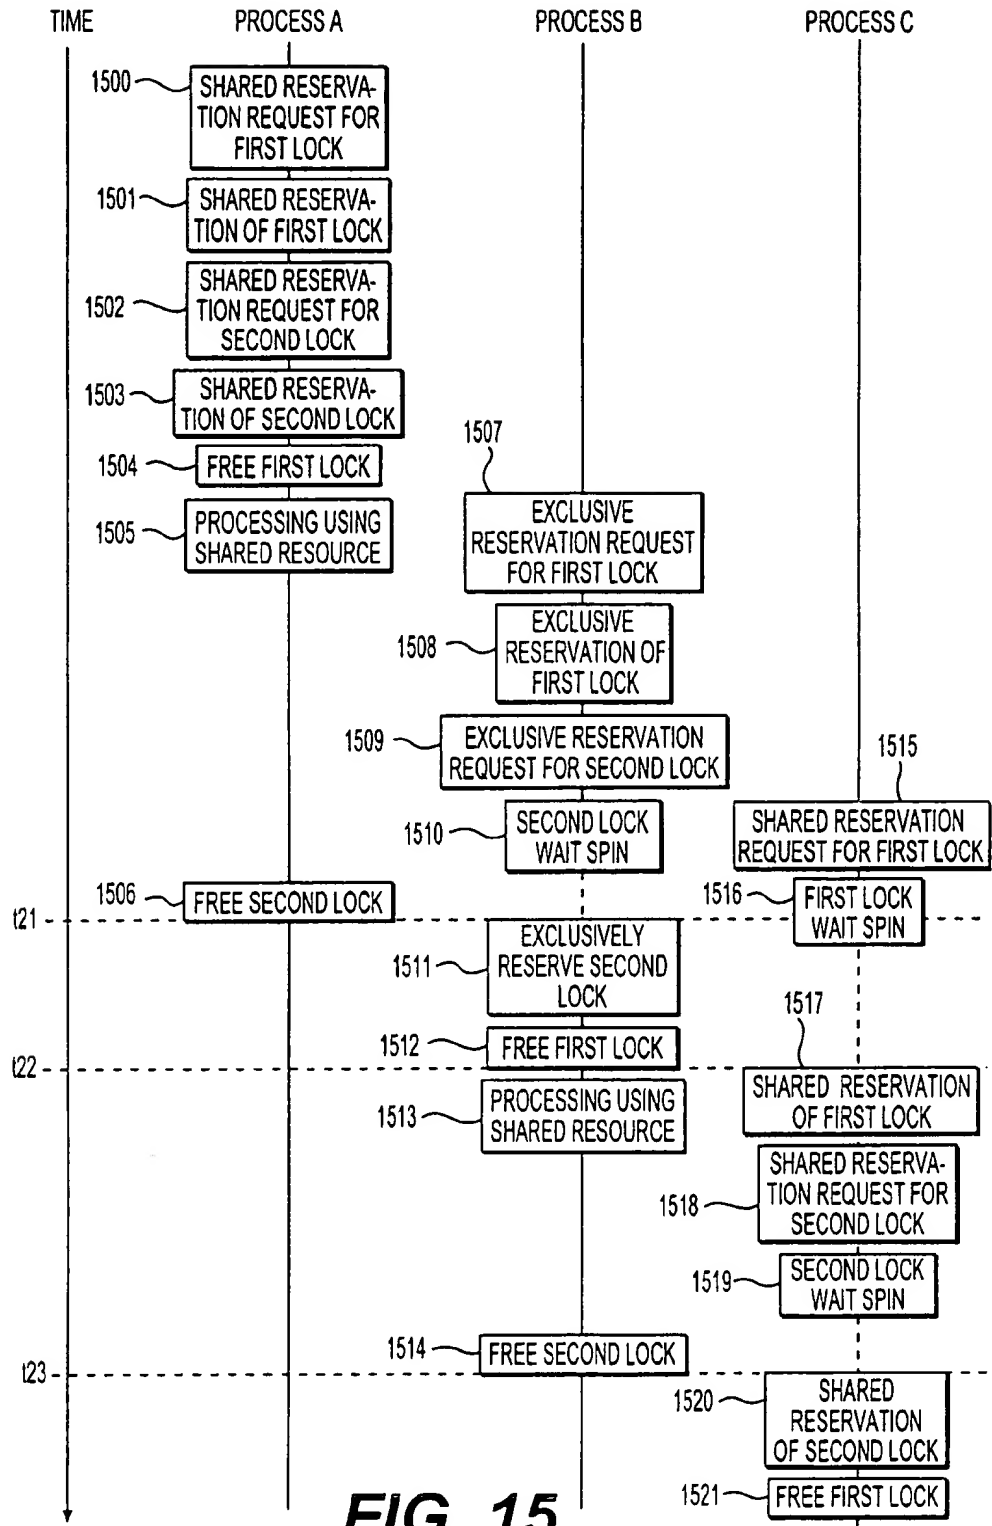 TIME
PROCESS A
PROCESS B
PROCESS C
1500
SHARED RESERVA-
TION REQUEST FOR
FIRST LOCK
1501
SHARED RESERVA-
TION OF FIRST LOCK
1502
SHARED RESERVA-
TION REQUEST FOR
SECOND LOCK
1503
SHARED RESERVA-
TION OF SECOND LOCK
1504
FREE FIRST LOCK
1505
PROCESSING USING
SHARED RESOURCE
1507
EXCLUSIVE
RESERVATION REQUEST
FOR FIRST LOCK
1508
EXCLUSIVE
RESERVATION OF
FIRST LOCK
1509
EXCLUSIVE RESERVATION
REQUEST FOR SECOND LOCK
1510
SECOND LOCK
WAIT SPIN
1515
SHARED RESERVATION
REQUEST FOR FIRST LOCK
1506
FREE SECOND LOCK
1516
FIRST LOCK
WAIT SPIN
t21
1511
EXCLUSIVELY
RESERVE SECOND
LOCK
1512
FREE FIRST LOCK
t22
1517
SHARED RESERVATION
OF FIRST LOCK
1513
PROCESSING USING
SHARED RESOURCE
1518
SHARED RESERVA-
TION REQUEST FOR
SECOND LOCK
1519
SECOND LOCK
WAIT SPIN
1514
FREE SECOND LOCK
t23
1520
SHARED
RESERVATION
OF SECOND LOCK
1521
FREE FIRST LOCK
FIG. 15